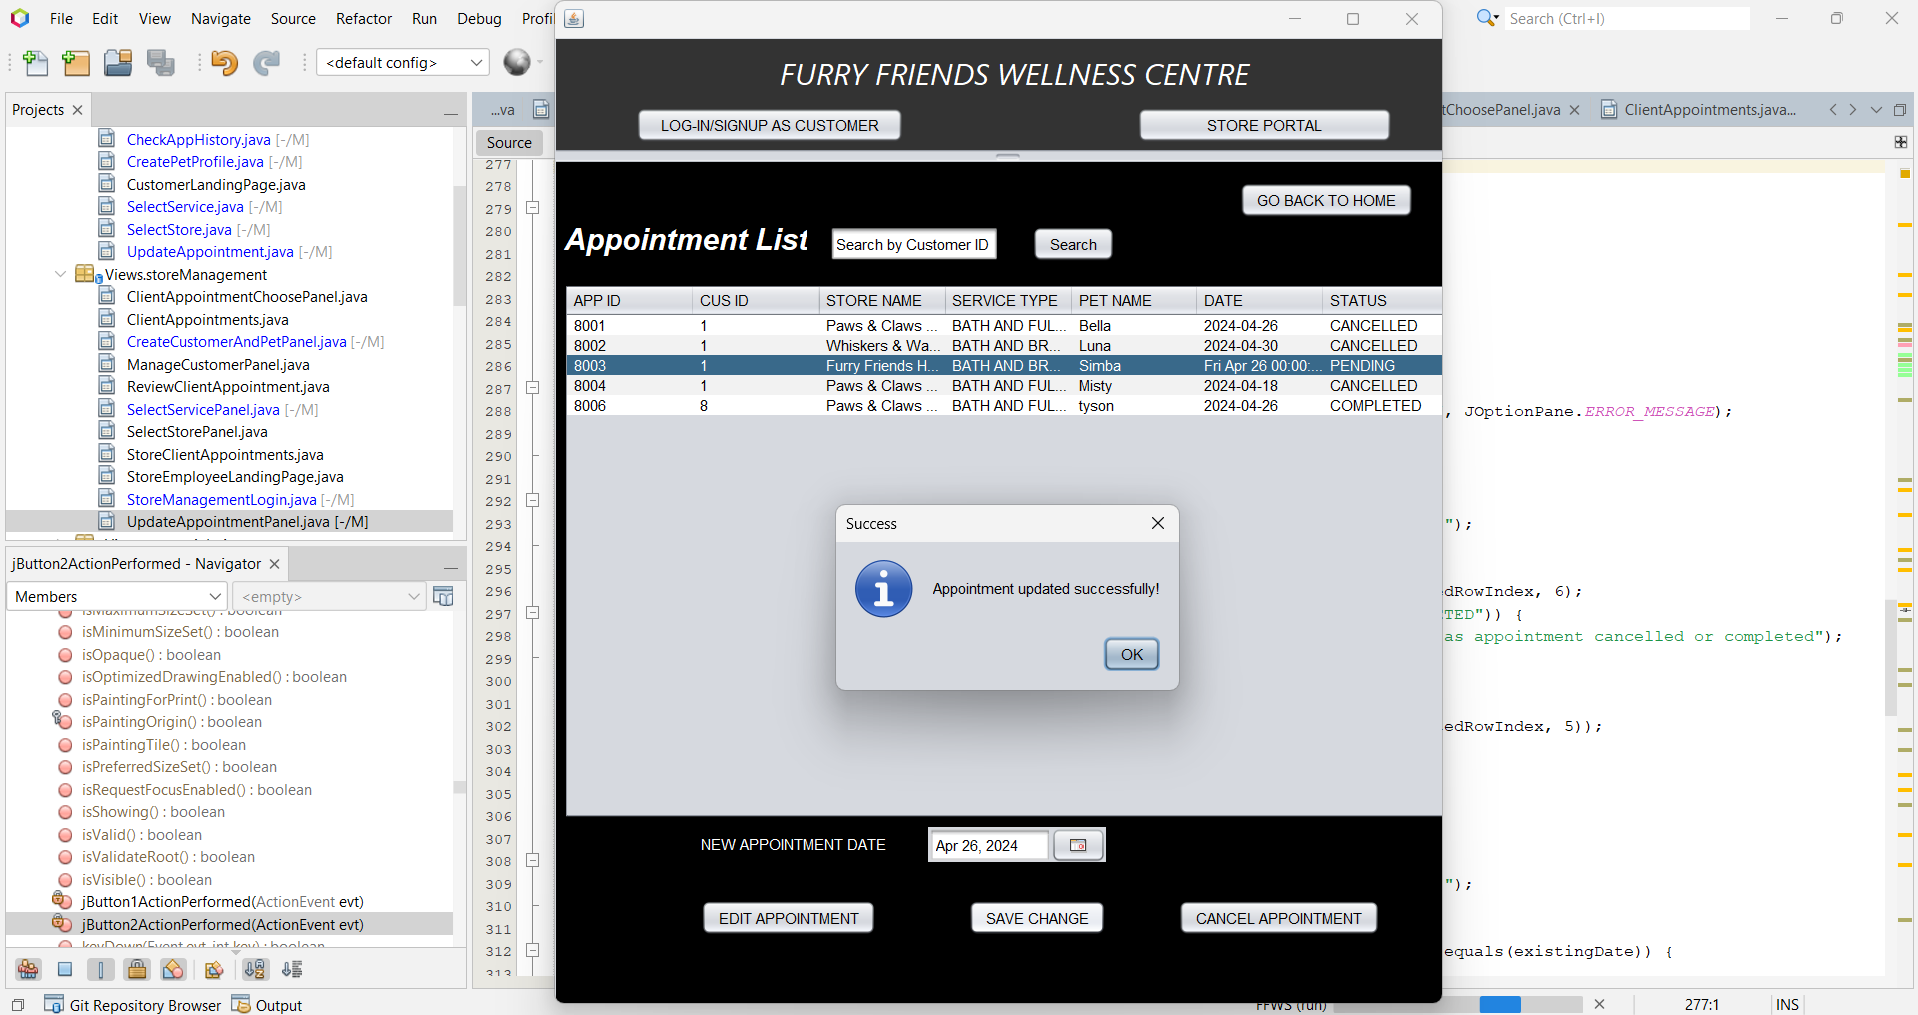 File Edit View Navigate Source Refactor Run Debug
Search (Ctrl+I)
<default config>
FURRY FRIENDS WELLNESS CENTRE
LOG-IN/SIGNUP AS CUSTOMER
STORE PORTAL
Projects
...va
tChoosePanel.java
ClientAppointments.java...
Source
CheckAppHistory.java [-/M]
CreatePetProfile.java [-/M]
CustomerLandingPage.java
SelectService.java [-/M]
SelectStore.java [-/M]
UpdateAppointment.java [-/M]
Views.storeManagement
ClientAppointmentChoosePanel.java
ClientAppointments.java
CreateCustomerAndPetPanel.java [-/M]
ManageCustomerPanel.java
ReviewClientAppointment.java
SelectServicePanel.java [-/M]
SelectStorePanel.java
StoreClientAppointments.java
StoreEmployeeLandingPage.java
StoreManagementLogin.java [-/M]
UpdateAppointmentPanel.java [-/M]
jButton2ActionPerformed - Navigator
Members
<empty>
isMaximumSizeSet() : boolean
isMinimumSizeSet() : boolean
isOpaque() : boolean
isOptimizedDrawingEnabled() : boolean
isPaintingForPrint() : boolean
isPaintingOrigin() : boolean
isPaintingTile() : boolean
isPreferredSizeSet() : boolean
isRequestFocusEnabled() : boolean
isShowing() : boolean
isValid() : boolean
isValidateRoot() : boolean
isVisible() : boolean
jButton1ActionPerformed(ActionEvent evt)
jButton2ActionPerformed(ActionEvent evt)
keyDown(Event evt, int key) : boolean
277
278
279
280
281
282
283
284
285
286
287
288
289
290
291
292
293
294
295
296
297
298
299
300
301
302
303
304
305
306
307
308
309
310
311
312
313
GO BACK TO HOME
Appointment List
Search by Customer ID
Search
APP ID CUS ID STORE NAME SERVICE TYPE PET NAME DATE STATUS
8001 1 Paws & Claws ... BATH AND FUL... Bella 2024-04-26 CANCELLED
8002 1 Whiskers & Wa... BATH AND BR... Luna 2024-04-30 CANCELLED
8003 1 Furry Friends H... BATH AND BR... Simba Fri Apr 26 00:00:... PENDING
8004 1 Paws & Claws ... BATH AND FUL... Misty 2024-04-18 CANCELLED
8006 8 Paws & Claws ... BATH AND FUL... tyson 2024-04-26 COMPLETED
Success
Appointment updated successfully!
OK
NEW APPOINTMENT DATE
Apr 26, 2024
EDIT APPOINTMENT
SAVE CHANGE
CANCEL APPOINTMENT
, JOptionPane.ERROR_MESSAGE);
");
edRowIndex, 6);
TED")) {
as appointment cancelled or completed");
edRowIndex, 5));
");
equals(existingDate)) {
Git Repository Browser
Output
FFWS (run)
277:1
INS